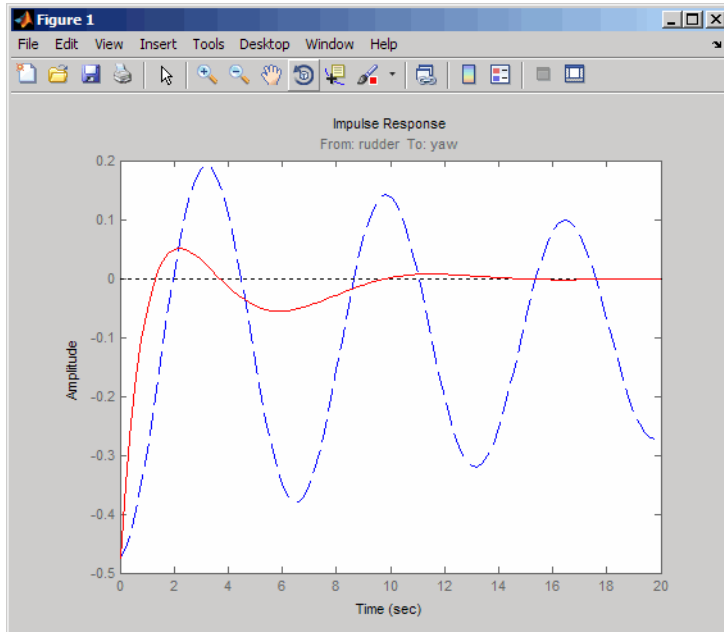 Figure 1
File Edit View Insert Tools Desktop Window Help
Impulse Response
From: rudder To: yaw
Amplitude
0.2
0.1
0
-0.1
-0.2
-0.3
-0.4
-0.5
0 2 4 6 8 10 12 14 16 18 20
Time (sec)